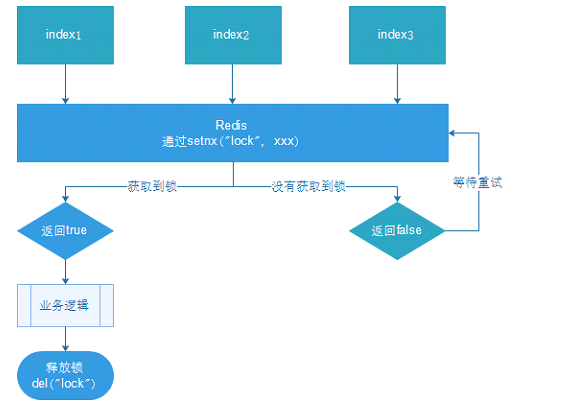 index1
index2
index3
Redis
通过setnx("lock", xxx)
等待重试
获取到锁
没有获取到锁
返回true
返回false
业务逻辑
释放锁
del("lock")